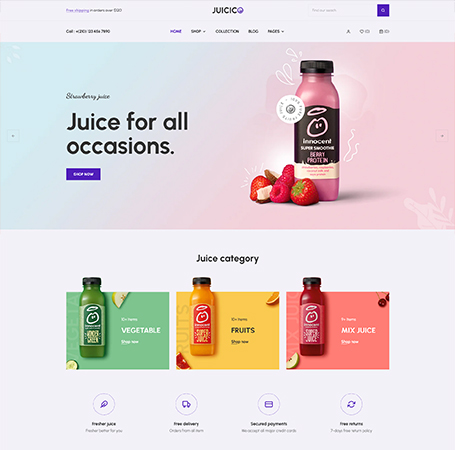 Free shipping in orders over $120
JUICICO
Find our search
Call : +(210) 123 456 7890
HOME
SHOP
COLLECTION
BLOG
PAGES
(0)
(0)
Strawberry juice
Juice for all
occasions.
SHOP NOW
innocent
SUPER SMOOTHIE
BERRY
PROTEIN
Juice category
10+ Items
VEGETABLE
Shop now
10+ Items
FRUITS
Shop now
9+ Items
MIX JUICE
Shop now
Fresher juice
Fresher better for you
Free delivery
Orders from all item
Secured payments
We accept all major credit cards
Free returns
7-days free return policy